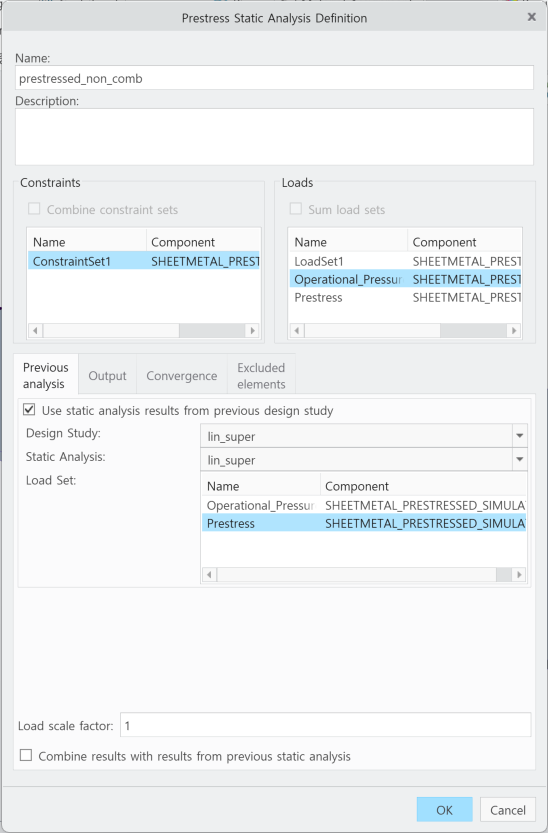 Prestress Static Analysis Definition
Name:
prestressed_non_comb
Description:
Constraints
Combine constraint sets
Name Component
ConstraintSet1 SHEETMETAL_PREST
Loads
Sum load sets
Name Component
LoadSet1 SHEETMETAL_PREST
Operational_Pressur SHEETMETAL_PREST
Prestress SHEETMETAL_PREST
Previous
analysis
Output
Convergence
Excluded
elements
Use static analysis results from previous design study
Design Study: lin_super
Static Analysis: lin_super
Load Set:
Name Component
Operational_Pressur SHEETMETAL_PRESTRESSED_SIMULA
Prestress SHEETMETAL_PRESTRESSED_SIMULA
Load scale factor: 1
Combine results with results from previous static analysis
OK Cancel